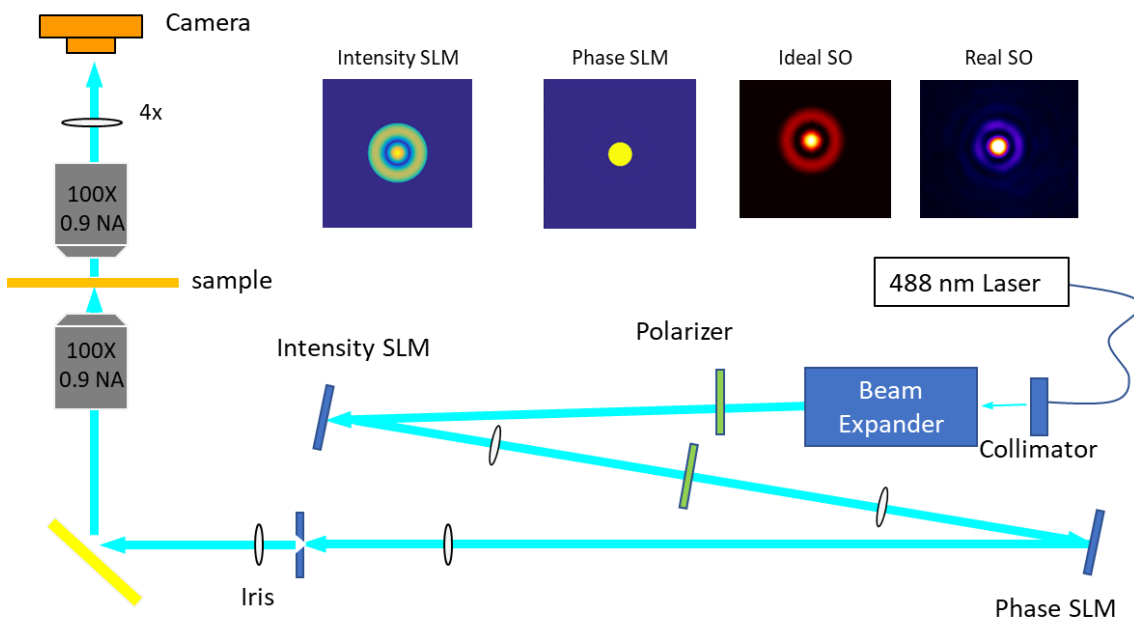 Camera
Intensity SLM
Phase SLM
Ideal SO
Real SO
4x
100X
0.9 NA
sample
488 nm Laser
100X
0.9 NA
Intensity SLM
Polarizer
Beam
Expander
Collimator
Iris
Phase SLM